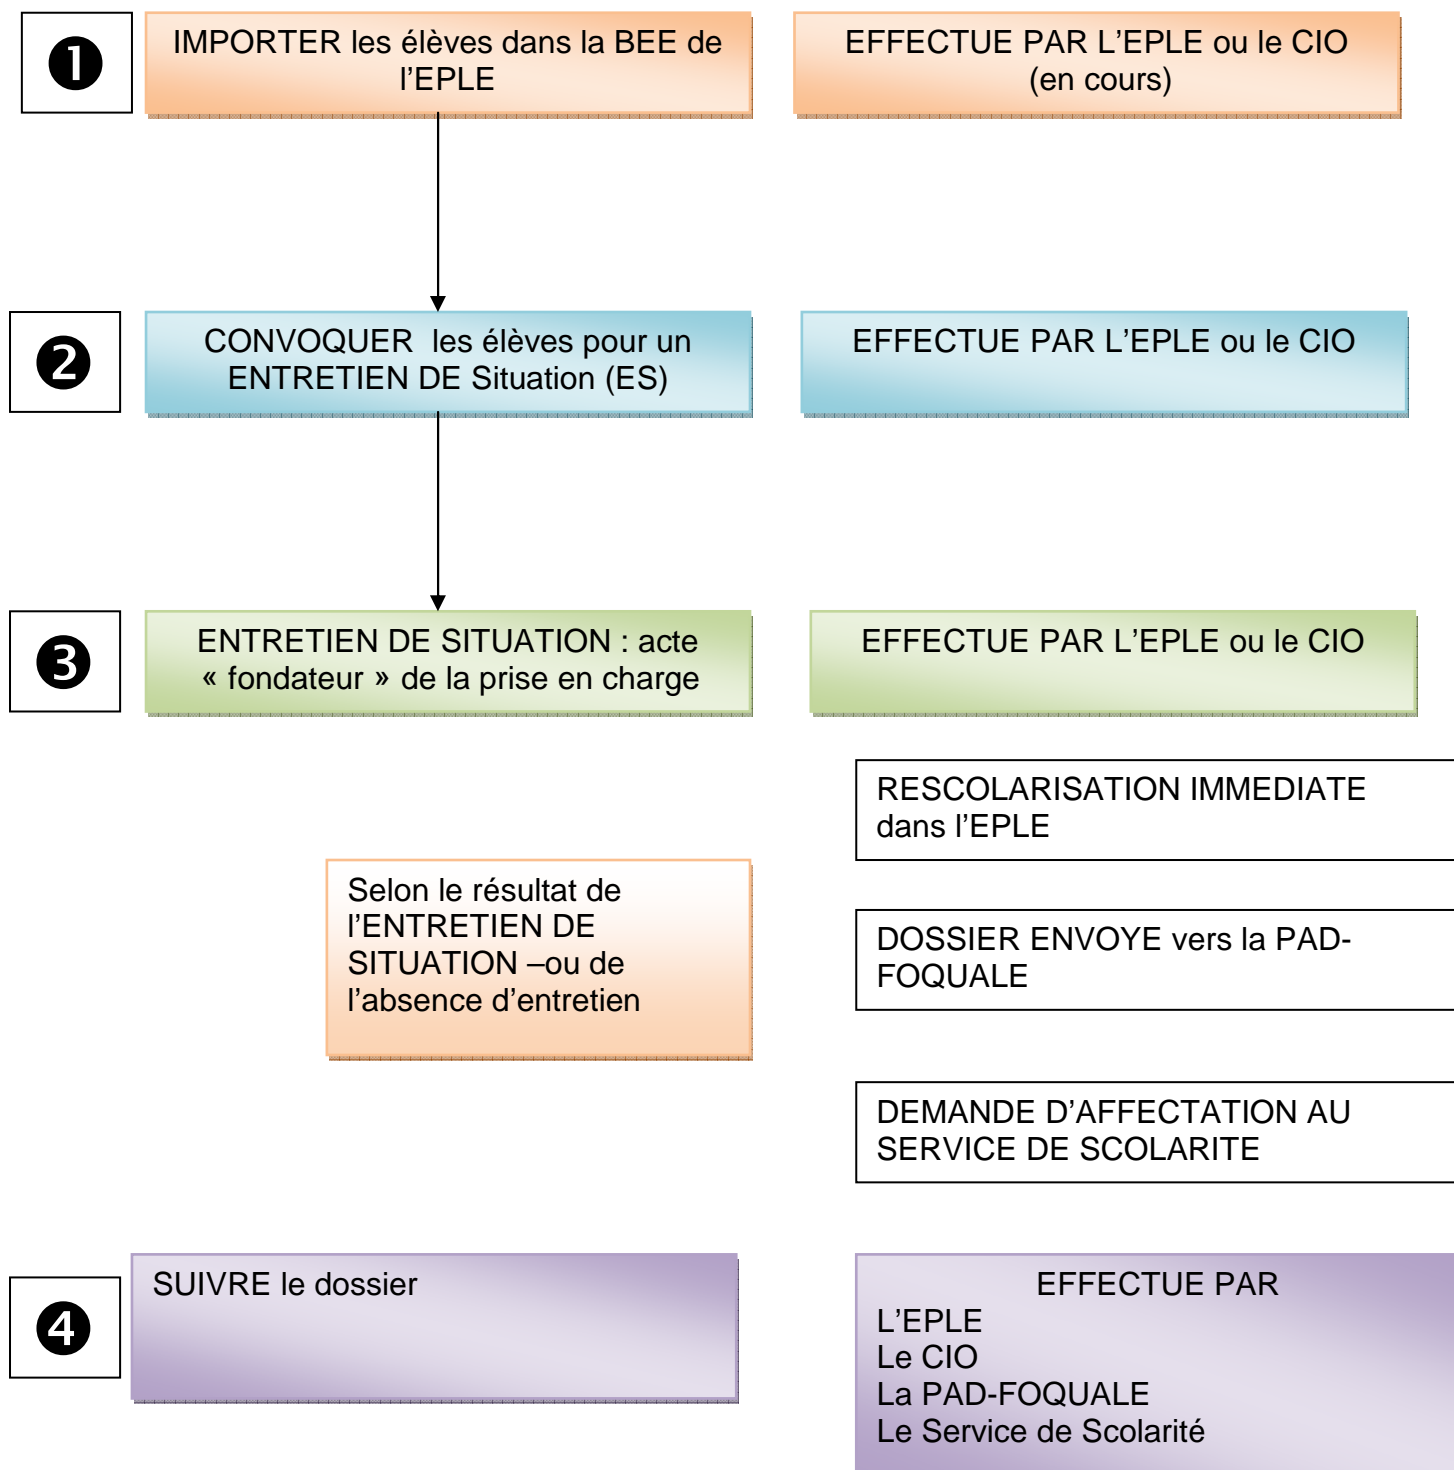 ❶
IMPORTER les élèves dans la BEE de
l'EPLE
EFFECTUE PAR L'EPLE ou le CIO
(en cours)
❷
CONVOQUER  les élèves pour un
ENTRETIEN DE Situation (ES)
EFFECTUE PAR L'EPLE ou le CIO
❸
ENTRETIEN DE SITUATION : acte
« fondateur » de la prise en charge
EFFECTUE PAR L'EPLE ou le CIO
RESCOLARISATION IMMEDIATE
dans l'EPLE
Selon le résultat de
l'ENTRETIEN DE
SITUATION –ou de
l'absence d'entretien
DOSSIER ENVOYE vers la PAD-
FOQUALE
DEMANDE D'AFFECTATION AU
SERVICE DE SCOLARITE
❹
SUIVRE le dossier
EFFECTUE PAR
L'EPLE
Le CIO
La PAD-FOQUALE
Le Service de Scolarité